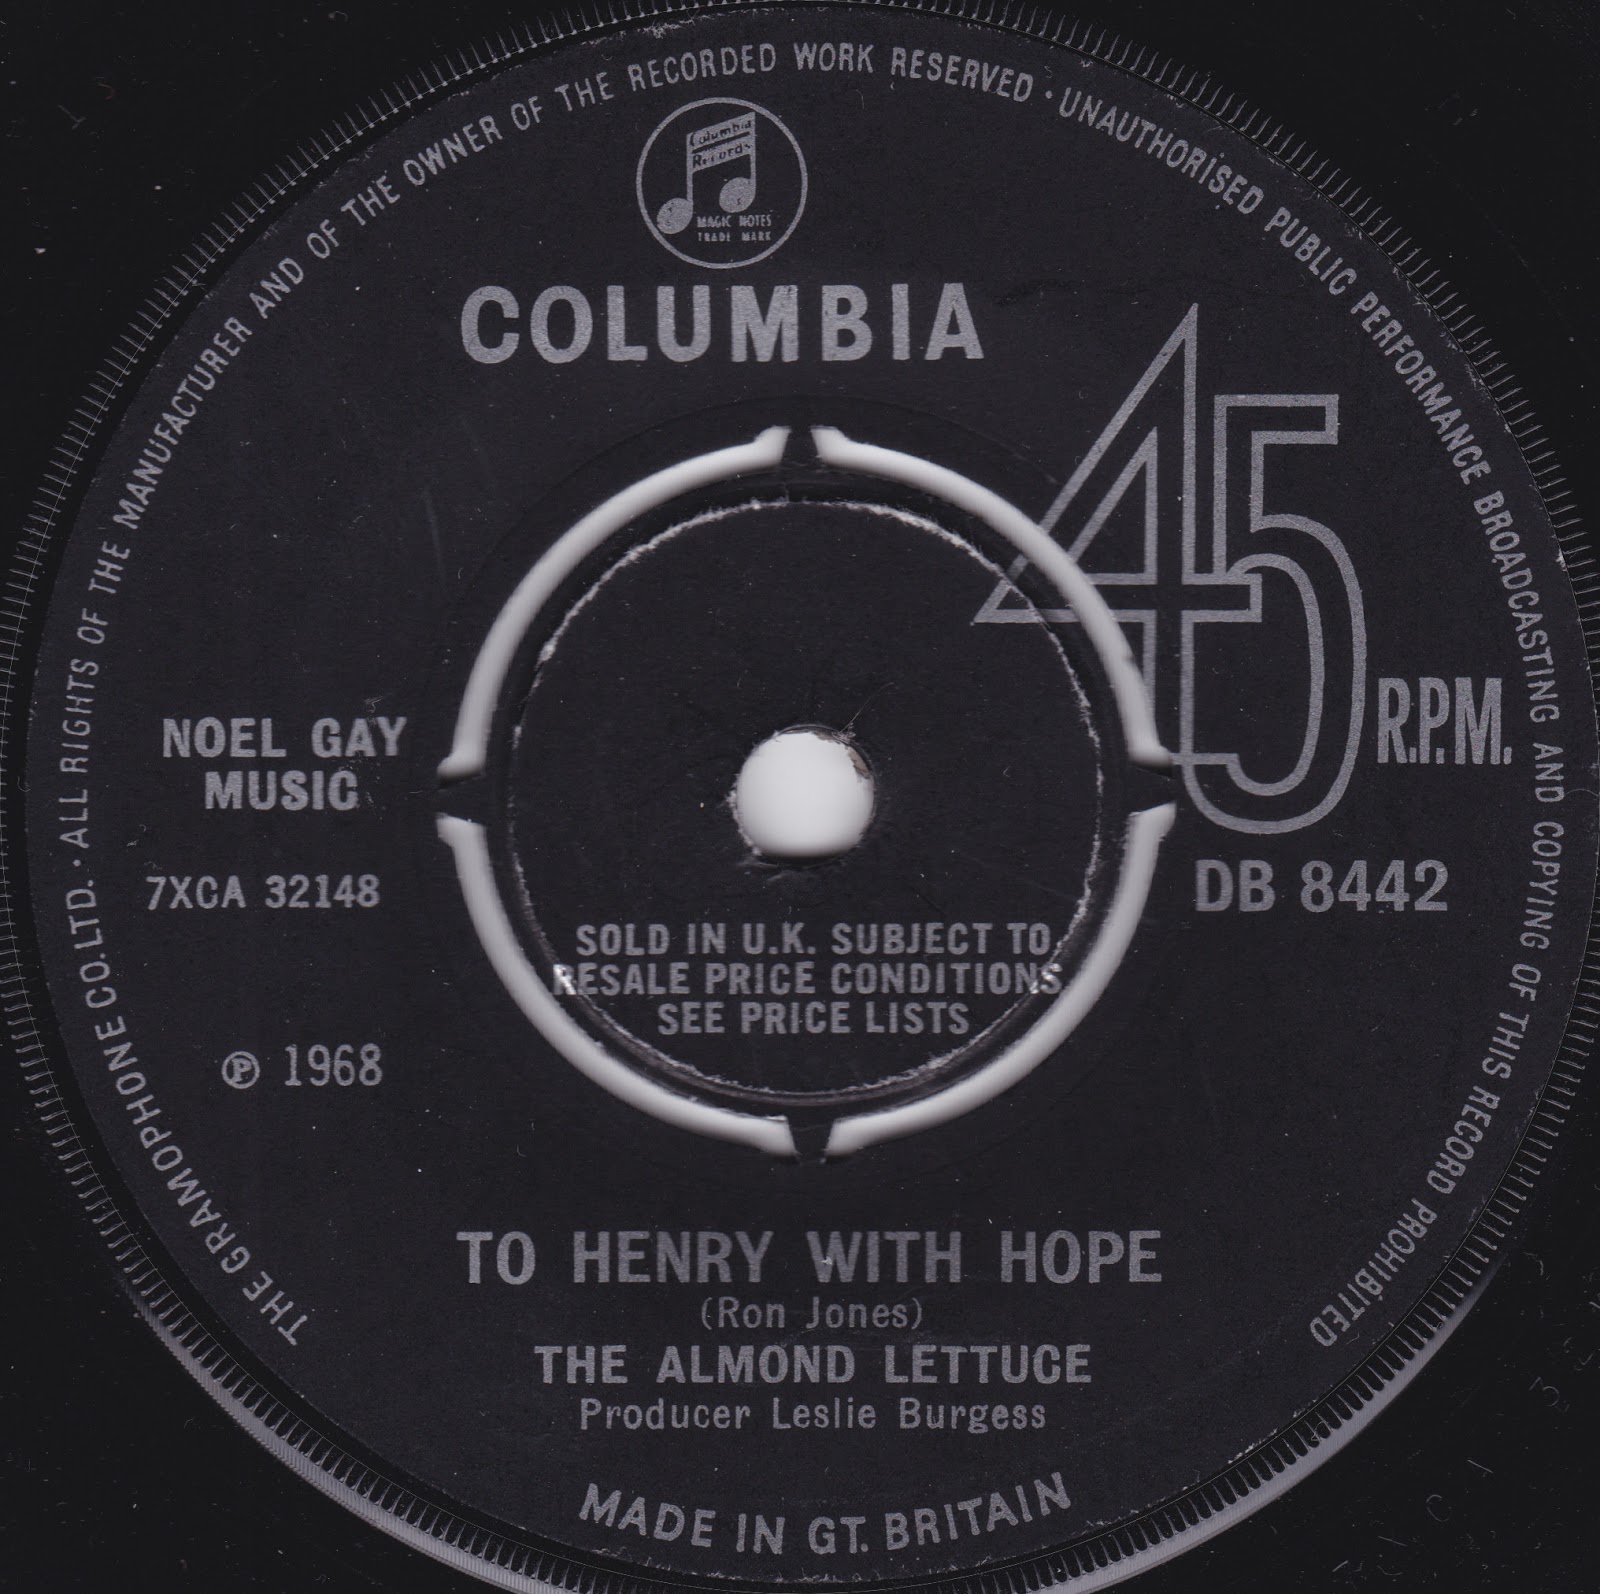 THE GRAMOPHONE CO. LTD. · ALL RIGHTS OF THE MANUFACTURER AND OF THE OWNER OF THE RECORDED WORK RESERVED · UNAUTHORISED PUBLIC PERFORMANCE BROADCASTING AND COPYING OF THIS RECORD PROHIBITED
Columbia
Records
MAGIC NOTES
TRADE MARK
COLUMBIA
45 R.P.M.
NOEL GAY
MUSIC
7XCA 32148
DB 8442
SOLD IN U.K. SUBJECT TO
RESALE PRICE CONDITIONS
SEE PRICE LISTS
℗ 1968
TO HENRY WITH HOPE
(Ron Jones)
THE ALMOND LETTUCE
Producer Leslie Burgess
MADE IN GT. BRITAIN